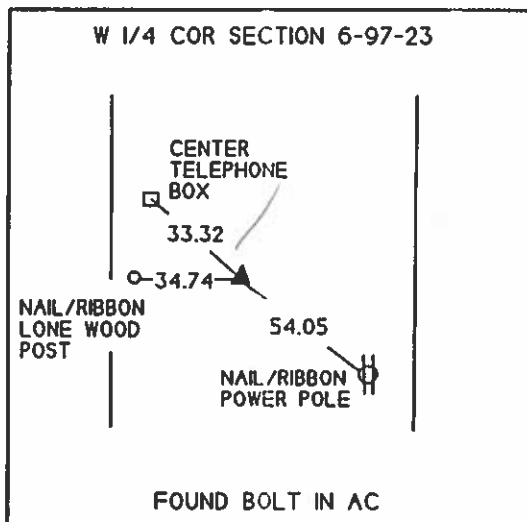 W 1/4 COR SECTION 6-97-23
CENTER
TELEPHONE
BOX
33.32
34.74
NAIL/RIBBON
LONE WOOD
POST
54.05
NAIL/RIBBON
POWER POLE
FOUND BOLT IN AC